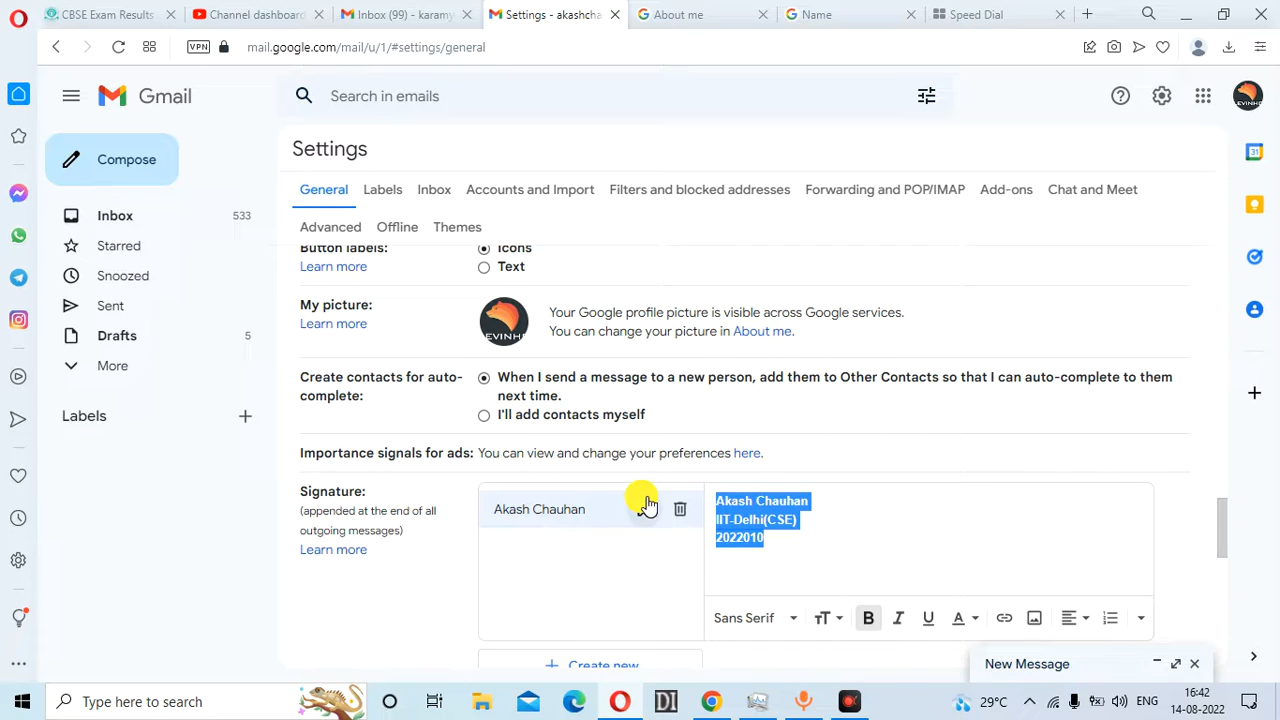 CBSE Exam Results
Channel dashboard
Inbox (99) - karamy
Settings - akashcha
About me
Name
Speed Dial
VPN
mail.google.com/mail/u/1/#settings/general
Gmail
Search in emails
Compose
Inbox 533
Starred
Snoozed
Sent
Drafts 5
More
Labels
Settings
General Labels Inbox Accounts and Import Filters and blocked addresses Forwarding and POP/IMAP Add-ons Chat and Meet
Advanced Offline Themes
Button labels: Icons
Learn more Text
My picture:
Learn more
Your Google profile picture is visible across Google services.
You can change your picture in About me.
Create contacts for auto-
complete:
When I send a message to a new person, add them to Other Contacts so that I can auto-complete to them
next time.
I'll add contacts myself
Importance signals for ads: You can view and change your preferences here.
Signature:
(appended at the end of all
outgoing messages)
Learn more
Akash Chauhan
Akash Chauhan
IIT-Delhi(CSE)
2022010
Sans Serif
Create new
New Message
Type here to search
DI
29°C
ENG
16:42
14-08-2022